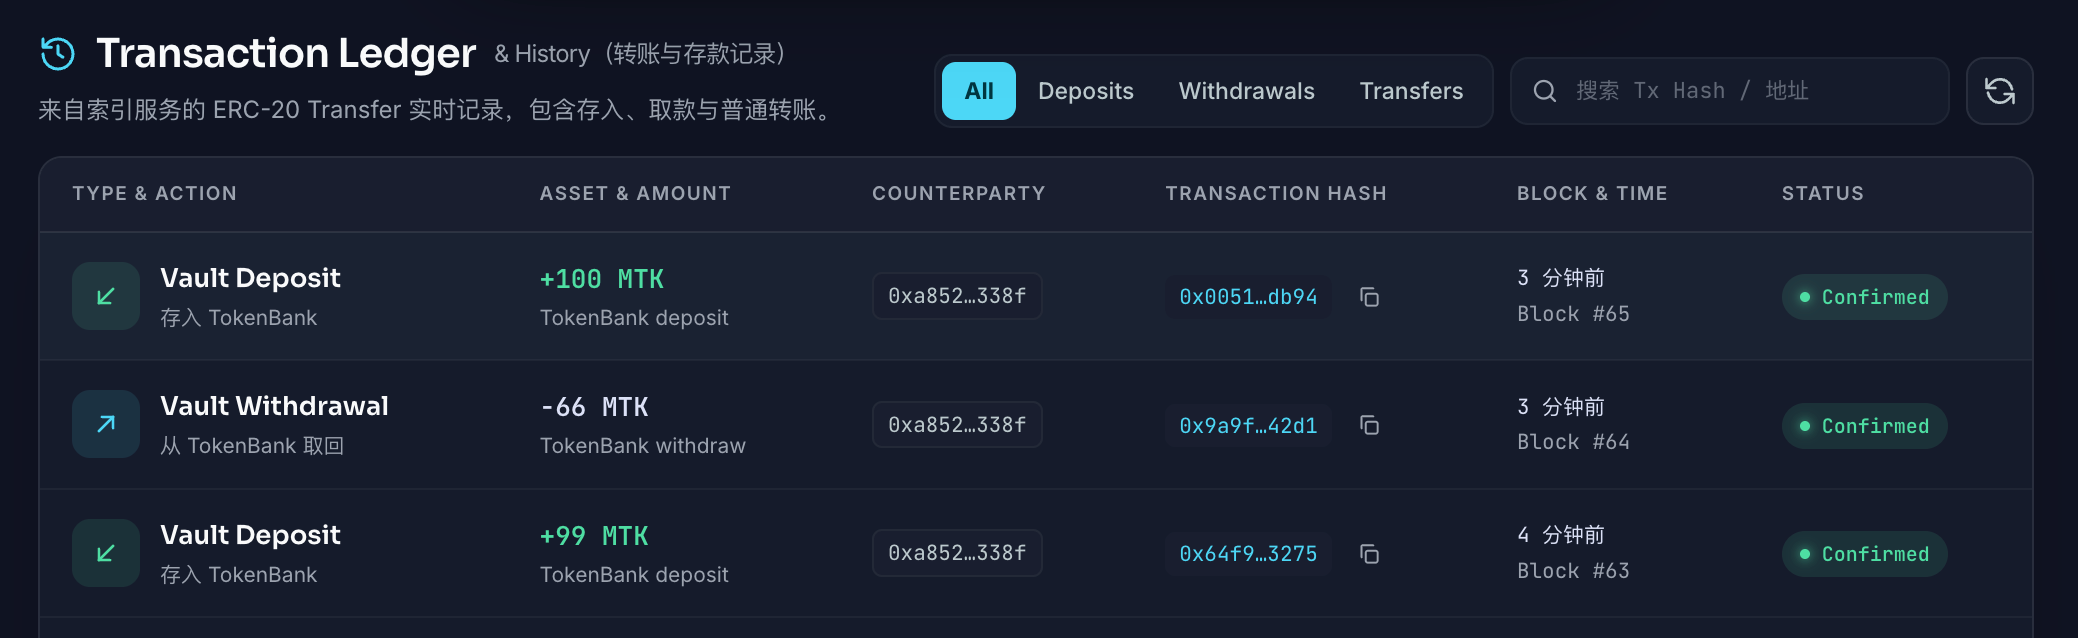 Transaction Ledger & History（转账与存款记录）
来自索引服务的 ERC-20 Transfer 实时记录，包含存入、取款与普通转账。
All Deposits Withdrawals Transfers
搜索 Tx Hash / 地址
TYPE & ACTION ASSET & AMOUNT COUNTERPARTY TRANSACTION HASH BLOCK & TIME STATUS
Vault Deposit
存入 TokenBank
+100 MTK
TokenBank deposit
0xa852…338f
0x0051…db94
3 分钟前
Block #65
Confirmed
Vault Withdrawal
从 TokenBank 取回
-66 MTK
TokenBank withdraw
0xa852…338f
0x9a9f…42d1
3 分钟前
Block #64
Confirmed
Vault Deposit
存入 TokenBank
+99 MTK
TokenBank deposit
0xa852…338f
0x64f9…3275
4 分钟前
Block #63
Confirmed